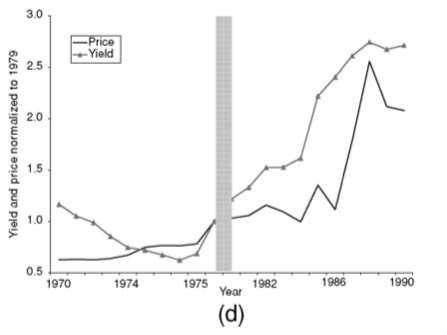 3.0
Price
Yield
2.5
2.0
1.5
1.0
0.5
Yield and price normalized to 1979
1970 1974 1975 1982 1986 1990
Year
(d)